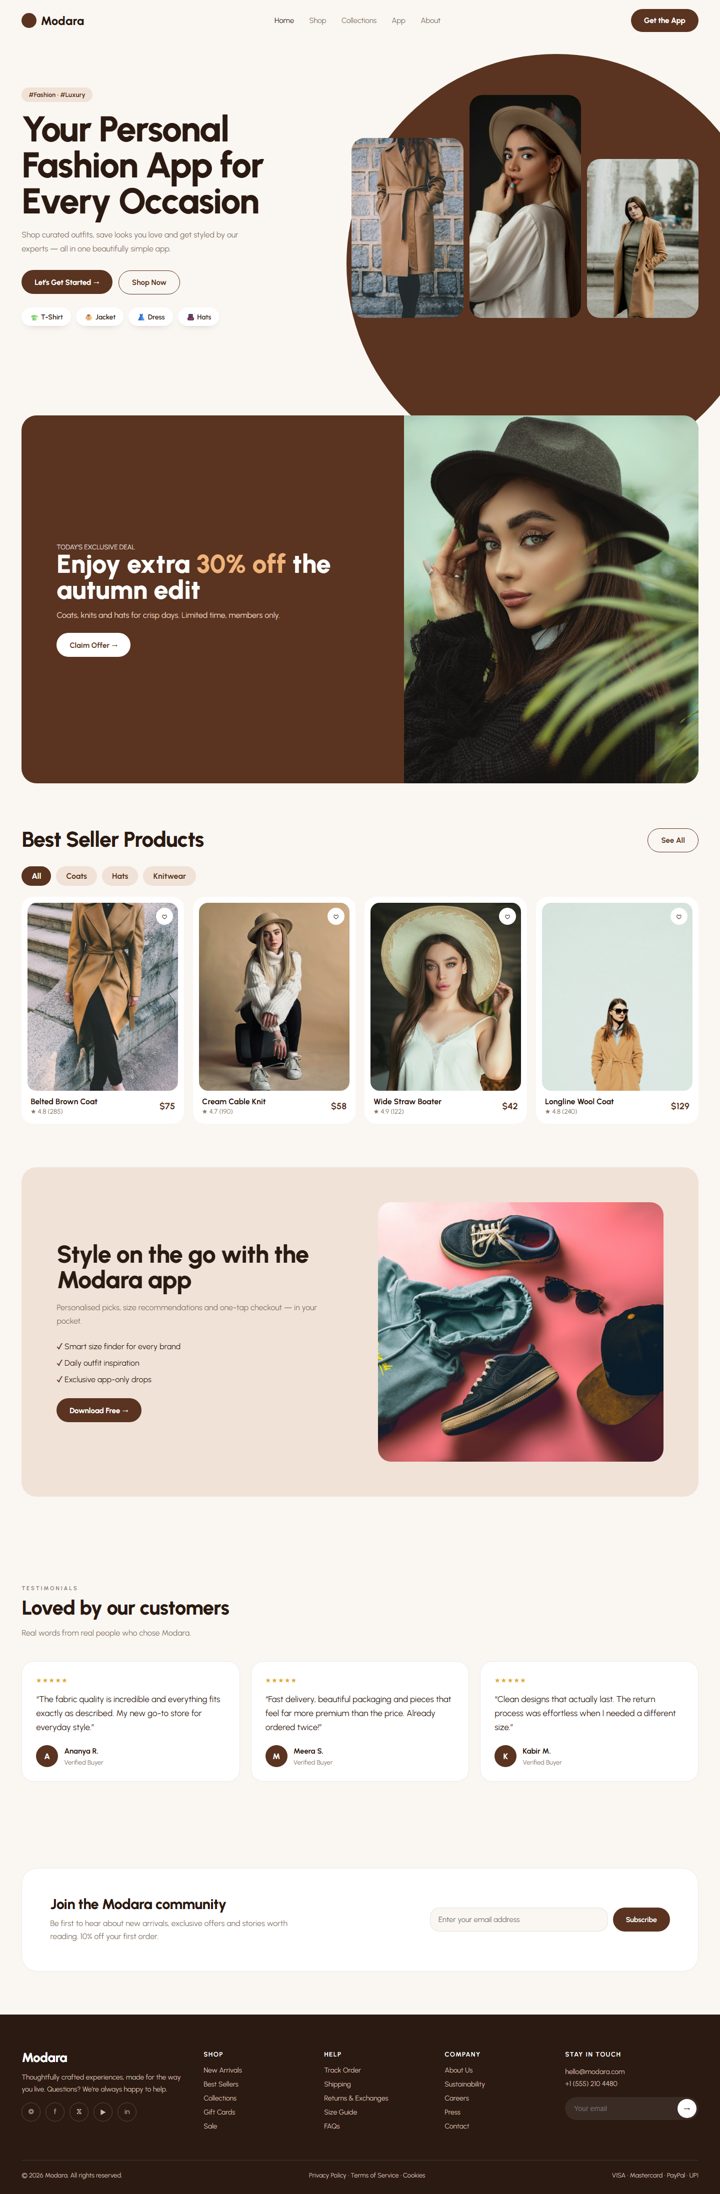 Modara
Home Shop Collections App About
Get the App
#Fashion · #Luxury
Your Personal
Fashion App for
Every Occasion
Shop curated outfits, save looks you love and get styled by our
experts — all in one beautifully simple app.
Let's Get Started →
Shop Now
T-Shirt
Jacket
Dress
Hats
TODAY'S EXCLUSIVE DEAL
Enjoy extra 30% off the
autumn edit
Coats, knits and hats for crisp days. Limited time, members only.
Claim Offer →
Best Seller Products
See All
All
Coats
Hats
Knitwear
Belted Brown Coat
★ 4.8 (285)
$75
Cream Cable Knit
★ 4.7 (190)
$58
Wide Straw Boater
★ 4.9 (122)
$42
Longline Wool Coat
★ 4.8 (240)
$129
Style on the go with the
Modara app
Personalised picks, size recommendations and one-tap checkout — in your
pocket.
✓ Smart size finder for every brand
✓ Daily outfit inspiration
✓ Exclusive app-only drops
Download Free →
TESTIMONIALS
Loved by our customers
Real words from real people who chose Modara.
★★★★★
"The fabric quality is incredible and everything fits
exactly as described. My new go-to store for
everyday style."
A
Ananya R.
Verified Buyer
★★★★★
"Fast delivery, beautiful packaging and pieces that
feel far more premium than the price. Already
ordered twice!"
M
Meera S.
Verified Buyer
★★★★★
"Clean designs that actually last. The return
process was effortless when I needed a different
size."
K
Kabir M.
Verified Buyer
Join the Modara community
Be first to hear about new arrivals, exclusive offers and stories worth
reading. 10% off your first order.
Enter your email address
Subscribe
Modara
Thoughtfully crafted experiences, made for the way
you live. Questions? We're always happy to help.
f 𝕏 ▶ in
SHOP
New Arrivals
Best Sellers
Collections
Gift Cards
Sale
HELP
Track Order
Shipping
Returns & Exchanges
Size Guide
FAQs
COMPANY
About Us
Sustainability
Careers
Press
Contact
STAY IN TOUCH
hello@modara.com
+1 (555) 210 4480
Your email
→
© 2026 Modara. All rights reserved.
Privacy Policy · Terms of Service · Cookies
VISA · Mastercard · PayPal · UPI